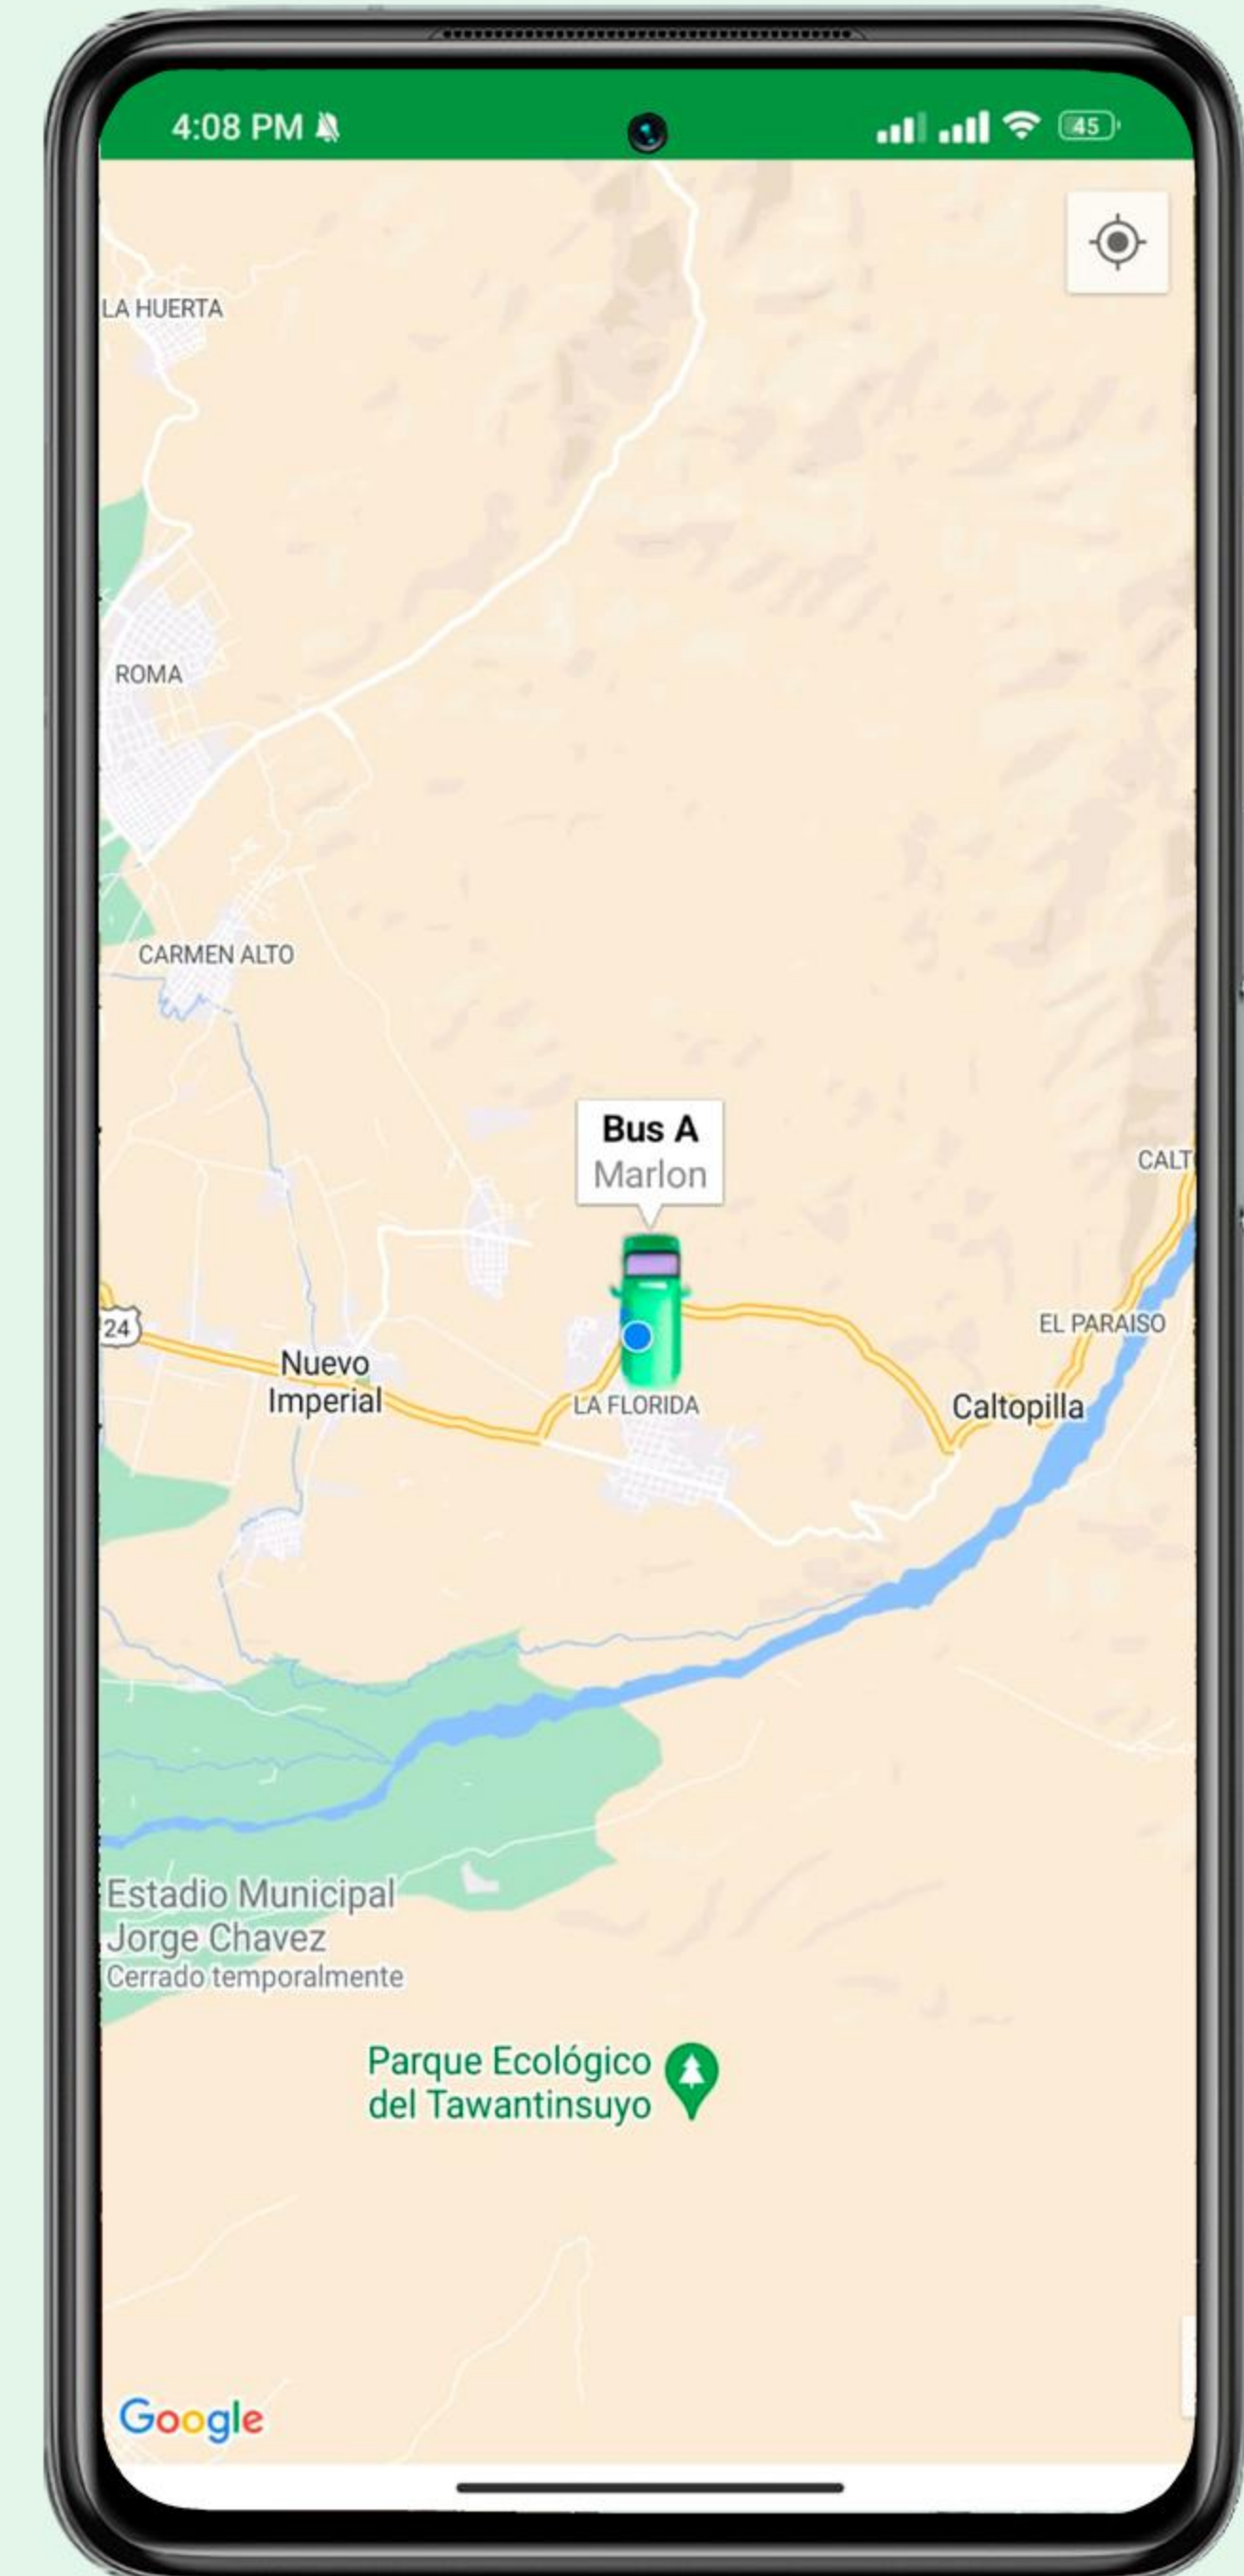 4:08 PM
45
LA HUERTA
ROMA
CARMEN ALTO
Bus A
Marlon
CALT
24
EL PARAISO
Nuevo
Imperial
LA FLORIDA
Caltopilla
Estadio Municipal
Jorge Chavez
Cerrado temporalmente
Parque Ecológico
del Tawantinsuyo
Google